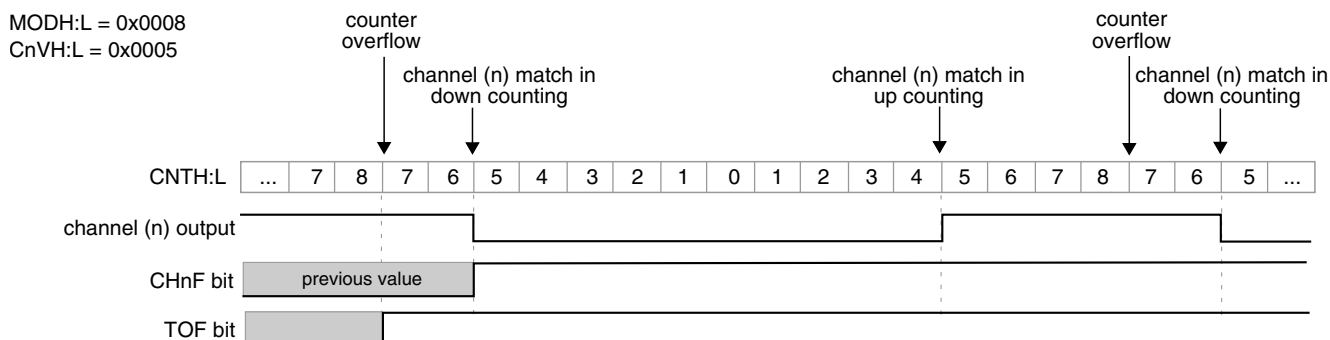 MODH:L = 0x0008
CnVH:L = 0x0005
counter
overflow
channel (n) match in
down counting
channel (n) match in
up counting
counter
overflow
channel (n) match in
down counting
CNTH:L ... 7 8 7 6 5 4 3 2 1 0 1 2 3 4 5 6 7 8 7 6 5 ...
channel (n) output
CHnF bit previous value
TOF bit